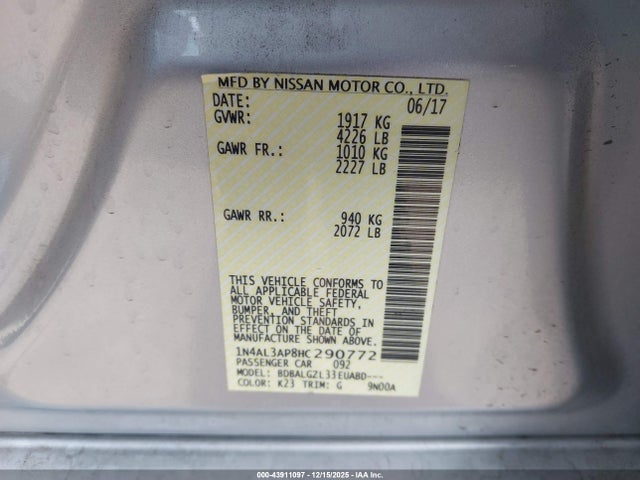 MFD BY NISSAN MOTOR CO., LTD.
DATE: 06/17
GVWR: 1917 KG
4226 LB
GAWR FR.: 1010 KG
2227 LB
GAWR RR.: 940 KG
2072 LB
THIS VEHICLE CONFORMS TO
ALL APPLICABLE FEDERAL
MOTOR VEHICLE SAFETY,
BUMPER, AND THEFT
PREVENTION STANDARDS IN
EFFECT ON THE DATE OF
MANUFACTURE SHOWN ABOVE.
1N4AL3AP8HC290772
PASSENGER CAR 092
MODEL: BDBALGZL33EUABD---
COLOR: K23 TRIM: G 9N00A
000-43911097 - 12/15/2025 - IAA Inc.